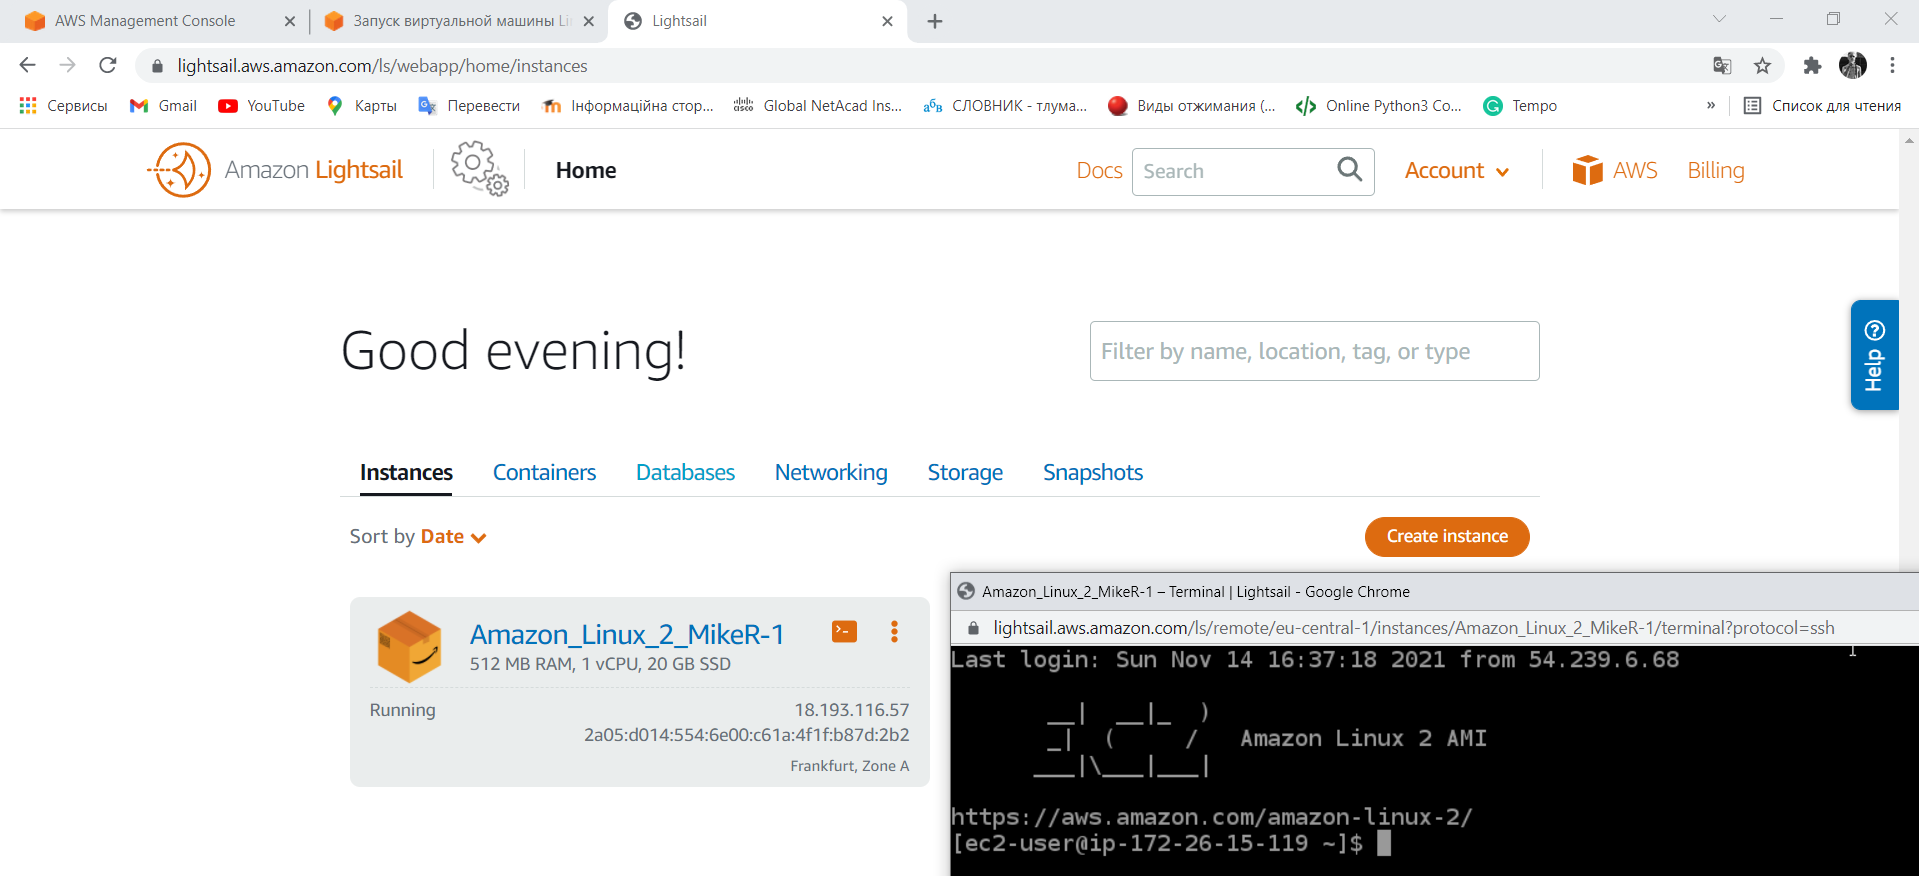 AWS Management Console
Запуск виртуальной машины Li
Lightsail
lightsail.aws.amazon.com/ls/webapp/home/instances
Сервисы Gmail YouTube Карты Перевести Інформаційна стор... Global NetAcad Ins... СЛОВНИК - тлума... Виды отжимания (... Online Python3 Co... Tempo » Список для чтения
Amazon Lightsail Home Docs Search Account AWS Billing
Good evening!
Filter by name, location, tag, or type
Help
Instances Containers Databases Networking Storage Snapshots
Sort by Date
Create instance
Amazon_Linux_2_MikeR-1
512 MB RAM, 1 vCPU, 20 GB SSD
Running
18.193.116.57
2a05:d014:554:6e00:c61a:4f1f:b87d:2b2
Frankfurt, Zone A
Amazon_Linux_2_MikeR-1 – Terminal | Lightsail - Google Chrome
lightsail.aws.amazon.com/ls/remote/eu-central-1/instances/Amazon_Linux_2_MikeR-1/terminal?protocol=ssh
Last login: Sun Nov 14 16:37:18 2021 from 54.239.6.68
__|  __|_  )
_|  (     /   Amazon Linux 2 AMI
___|\___|___|
https://aws.amazon.com/amazon-linux-2/
[ec2-user@ip-172-26-15-119 ~]$